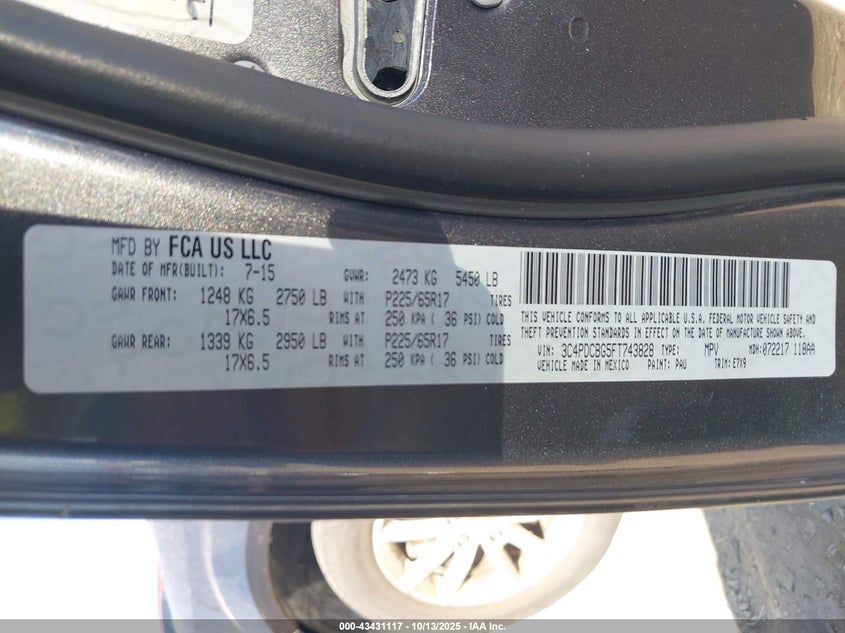 MFD BY FCA US LLC
DATE OF MFR(BUILT): 7-15 GVWR: 2473 KG 5450 LB
GAWR FRONT: 1248 KG 2750 LB WITH P225/65R17 TIRES
17X6.5 RIMS AT 250 KPA ( 36 PSI) COLD
GAWR REAR: 1339 KG 2950 LB WITH P225/65R17 TIRES
17X6.5 RIMS AT 250 KPA ( 36 PSI) COLD
THIS VEHICLE CONFORMS TO ALL APPLICABLE U.S.A. FEDERAL MOTOR VEHICLE SAFETY AND
THEFT PREVENTION STANDARDS IN EFFECT ON THE DATE OF MANUFACTURE SHOWN ABOVE.
VIN: 3C4PDCBG5FT743828 TYPE: MPV MDH:072217 118AA
VEHICLE MADE IN MEXICO PAINT: PAU TRIM: E7X9
000-43431117 - 10/13/2025 - IAA Inc.